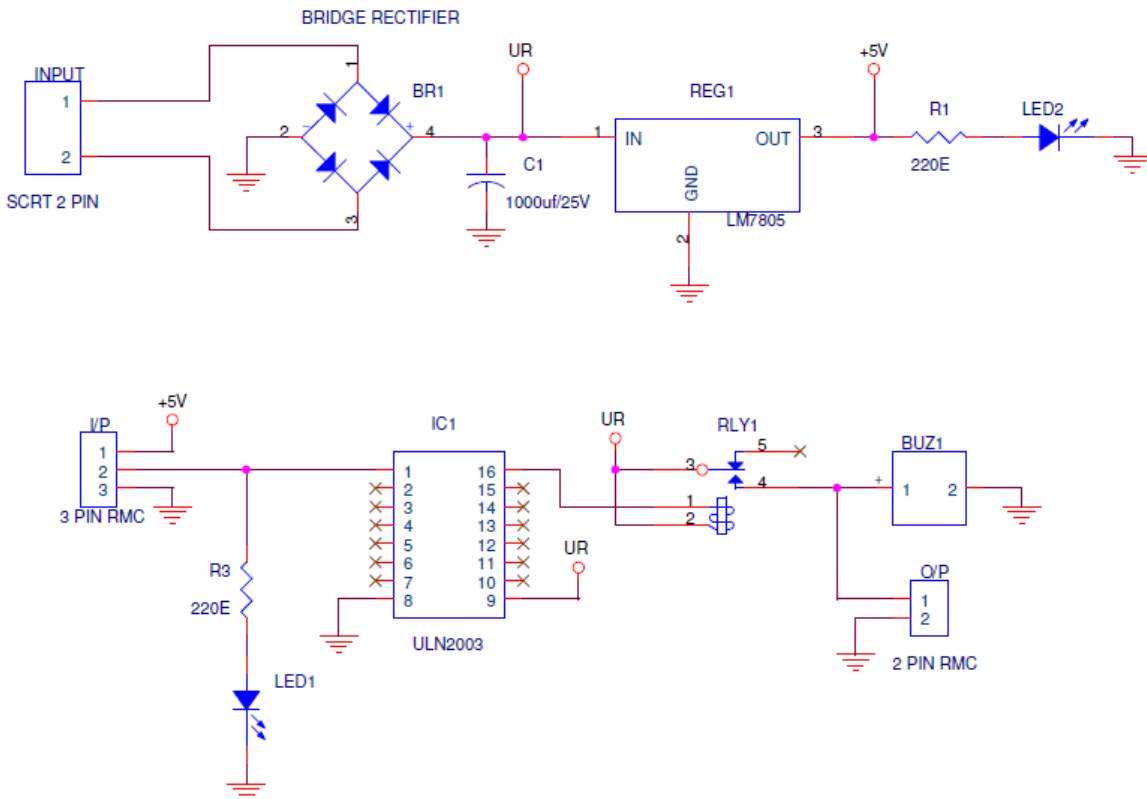 BRIDGE RECTIFIER
INPUT
1
2
SCRT 2 PIN
1
2
3
4
-
+
BR1
UR
C1
1000uf/25V
REG1
1
IN
OUT
3
GND
2
LM7805
+5V
R1
220E
LED2
I/P
1
2
3
3 PIN RMC
+5V
R3
220E
LED1
IC1
1 16
2 15
3 14
4 13
5 12
6 11
7 10
8 9
ULN2003
UR
UR
RLY1
5
3
4
1
2
BUZ1
+
1 2
O/P
1
2
2 PIN RMC